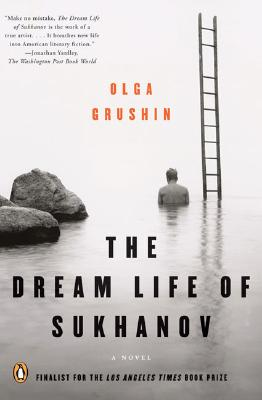 "Make no mistake, The Dream Life
of Sukhanov is the work of a
true artist. . . . It breathes new life
into American literary fiction."
—Jonathan Yardley,
The Washington Post Book World
OLGA
GRUSHIN
THE
DREAM LIFE OF
SUKHANOV
A NOVEL
FINALIST FOR THE LOS ANGELES TIMES BOOK PRIZE